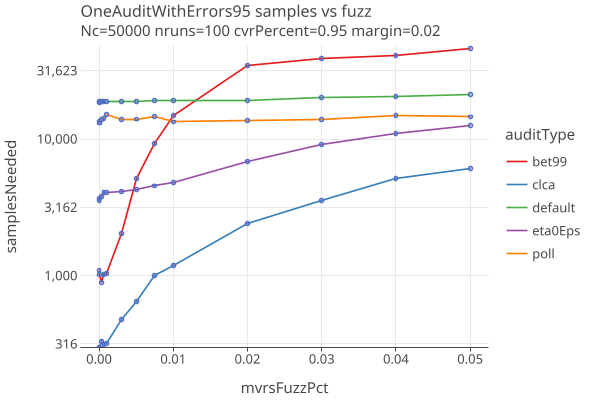 OneAuditWithErrors95 samples vs fuzz
Nc=50000 nruns=100 cvrPercent=0.95 margin=0.02
31,623
10,000
3,162
1,000
316
samplesNeeded
0.00 0.01 0.02 0.03 0.04 0.05
mvrsFuzzPct
auditType
bet99
clca
default
eta0Eps
poll